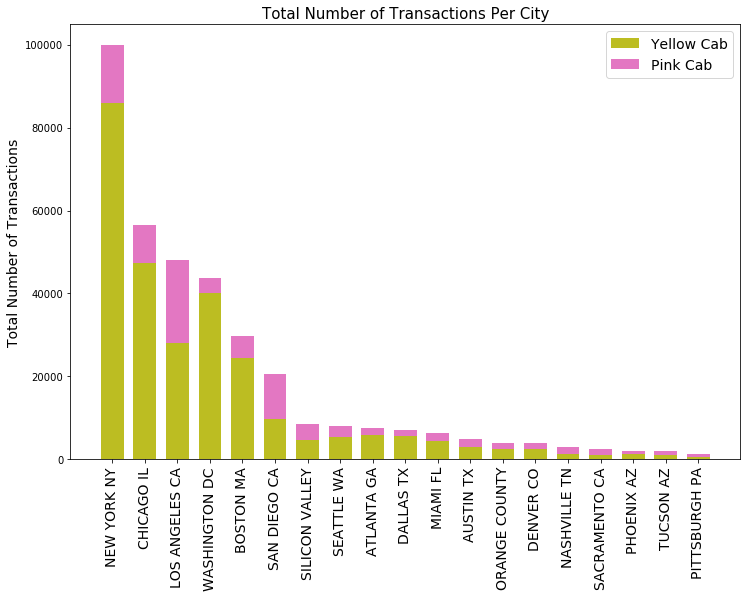 Total Number of Transactions Per City
Yellow Cab
Pink Cab
Total Number of Transactions
100000
80000
60000
40000
20000
0
NEW YORK NY
CHICAGO IL
LOS ANGELES CA
WASHINGTON DC
BOSTON MA
SAN DIEGO CA
SILICON VALLEY
SEATTLE WA
ATLANTA GA
DALLAS TX
MIAMI FL
AUSTIN TX
ORANGE COUNTY
DENVER CO
NASHVILLE TN
SACRAMENTO CA
PHOENIX AZ
TUCSON AZ
PITTSBURGH PA